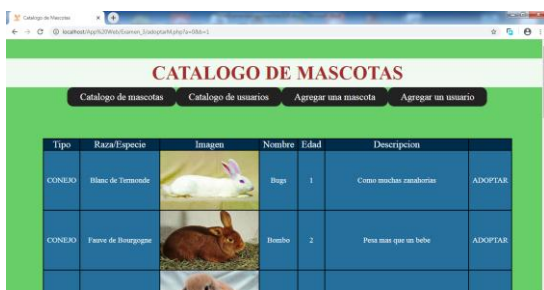 Catalogo de Mascotas
localhost/App%20Web/Examen_3/adoptarM.php?a=0&b=1
CATALOGO DE MASCOTAS
Catalogo de mascotas Catalogo de usuarios Agregar una mascota Agregar un usuario
Tipo Raza/Especie Imagen Nombre Edad Descripcion
CONEJO Blanc de Termonde Bugs 1 Como muchas zanahorias ADOPTAR
CONEJO Fauve de Bourgogne Bombo 2 Pesa mas que un bebe ADOPTAR